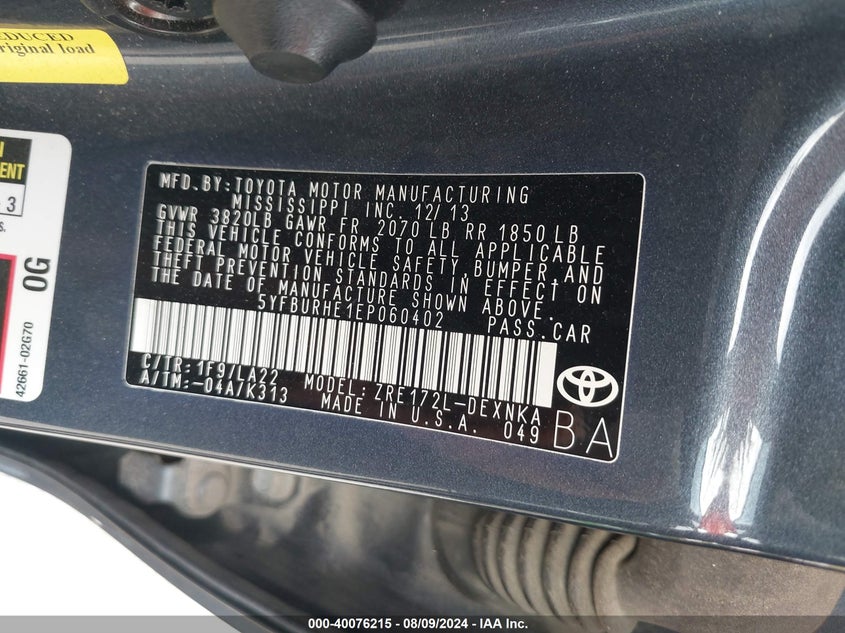 REDUCED
original load
3
s.
OG
42661-02G70
MFD.BY:TOYOTA MOTOR MANUFACTURING
MISSISSIPPI INC. 12/13
GVWR 3820LB GAWR FR 2070 LB RR 1850 LB
THIS VEHICLE CONFORMS TO ALL APPLICABLE
FEDERAL MOTOR VEHICLE SAFETY,BUMPER,AND
THEFT PREVENTION STANDARDS IN EFFECT ON
THE DATE OF MANUFACTURE SHOWN ABOVE.
5YFBURHE1EP060402 PASS.CAR
C/TR:1F9/LA22 MODEL:ZRE172L-DEXNKA
A/TM:-04A/K313 MADE IN U.S.A. 049
BA
000-40076215 - 08/09/2024 - IAA Inc.